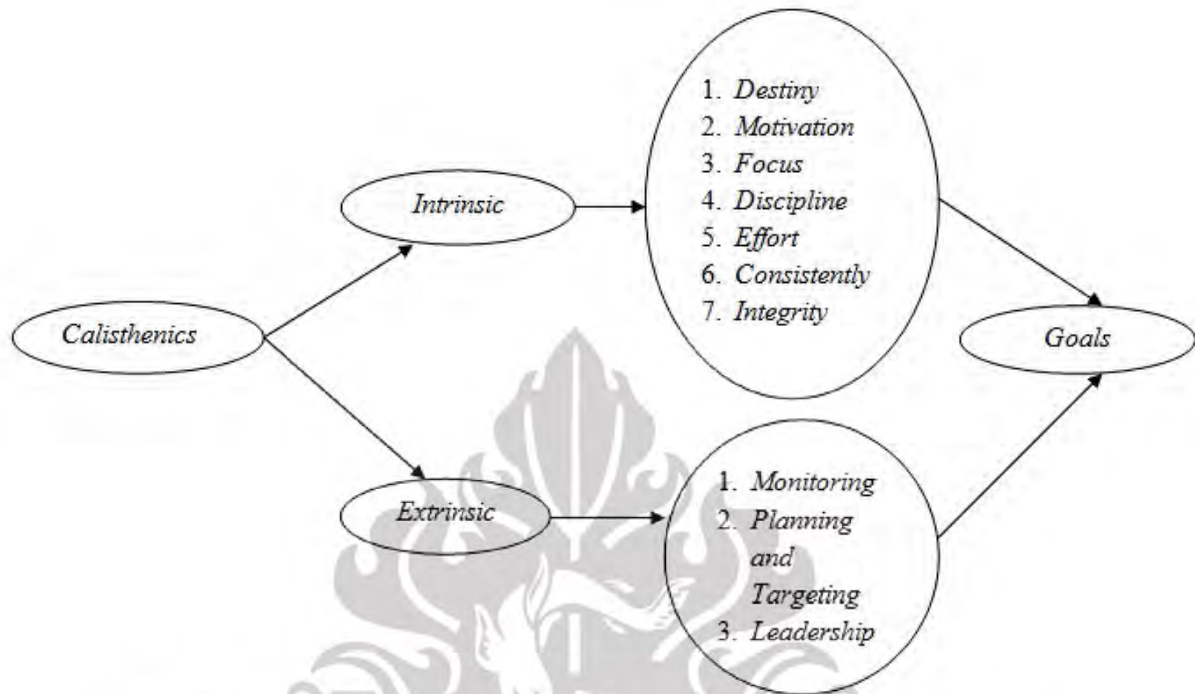 Calisthenics
Intrinsic
1. Destiny
2. Motivation
3. Focus
4. Discipline
5. Effort
6. Consistently
7. Integrity
Extrinsic
1. Monitoring
2. Planning
and
Targeting
3. Leadership
Goals